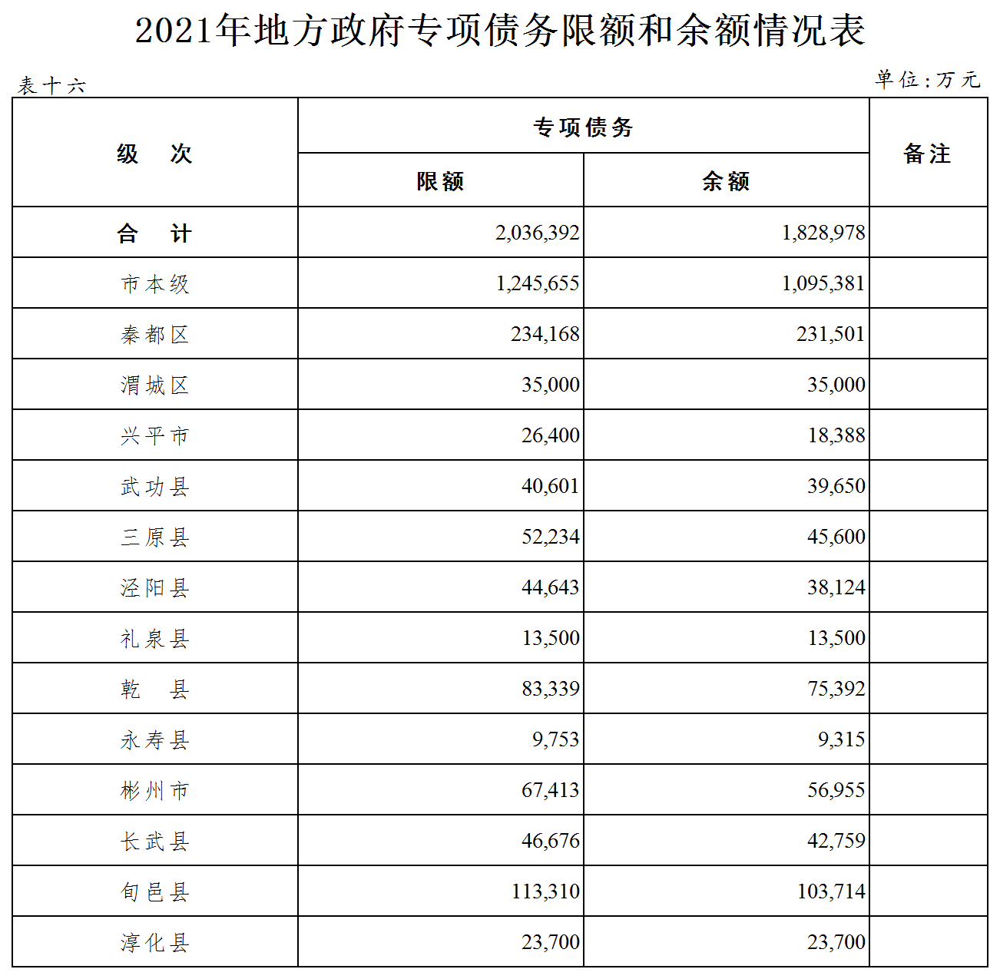 2021年地方政府专项债务限额和余额情况表
表十六 单位:万元
级 次 专项债务 备注
限额 余额
合 计 2,036,392 1,828,978
市本级 1,245,655 1,095,381
秦都区 234,168 231,501
渭城区 35,000 35,000
兴平市 26,400 18,388
武功县 40,601 39,650
三原县 52,234 45,600
泾阳县 44,643 38,124
礼泉县 13,500 13,500
乾 县 83,339 75,392
永寿县 9,753 9,315
彬州市 67,413 56,955
长武县 46,676 42,759
旬邑县 113,310 103,714
淳化县 23,700 23,700